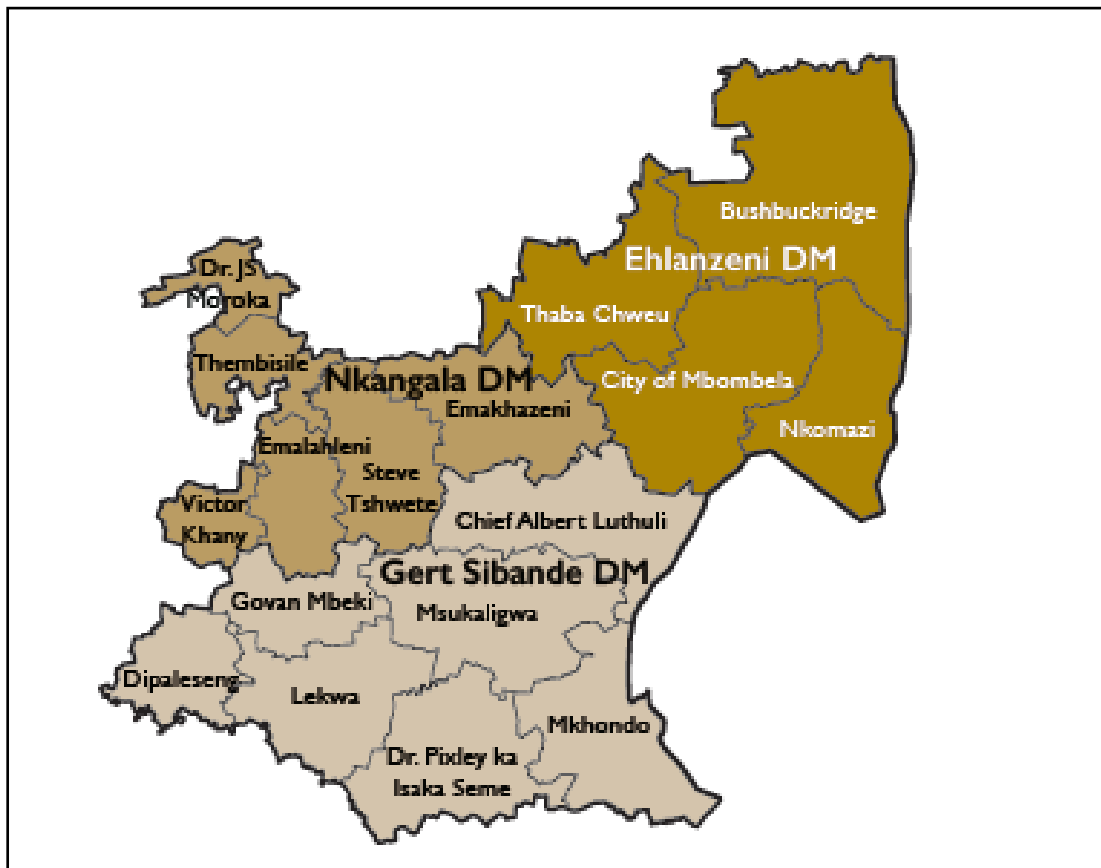 Bushbuckridge
Ehlanzeni DM
Dr. JS
Moroka
Thaba Chweu
Thembisile
Nkangala DM
City of Mbombela
Emakhazeni
Nkomazi
Emalahleni
Steve
Tshwete
Victor
Khany
Chief Albert Luthuli
Gert Sibande DM
Govan Mbeki
Msukaligwa
Dipaleseng
Lekwa
Mkhondo
Dr. Pixley ka
Isaka Seme